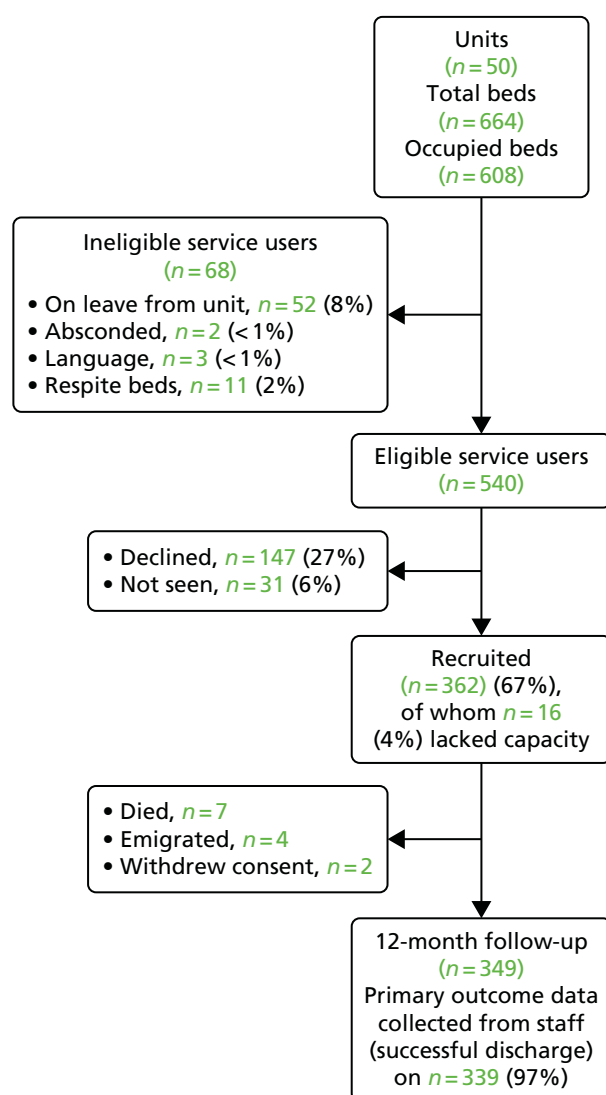 Units
(n=50)
Total beds
(n=664)
Occupied beds
(n=608)
Ineligible service users
(n=68)
• On leave from unit, n=52 (8%)
• Absconded, n=2 (<1%)
• Language, n=3 (<1%)
• Respite beds, n=11 (2%)
Eligible service users
(n=540)
• Declined, n=147 (27%)
• Not seen, n=31 (6%)
Recruited
(n=362) (67%),
of whom n=16
(4%) lacked capacity
• Died, n=7
• Emigrated, n=4
• Withdrew consent, n=2
12-month follow-up
(n=349)
Primary outcome data
collected from staff
(successful discharge)
on n=339 (97%)